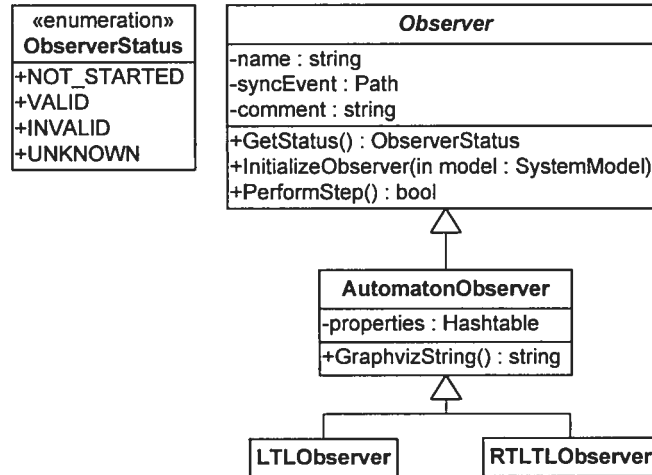 «enumeration»
ObserverStatus
+NOT_STARTED
+VALID
+INVALID
+UNKNOWN
Observer
-name : string
-syncEvent : Path
-comment : string
+GetStatus() : ObserverStatus
+InitializeObserver(in model : SystemModel)
+PerformStep() : bool
AutomatonObserver
-properties : Hashtable
+GraphvizString() : string
LTLObserver
RTLTLObserver